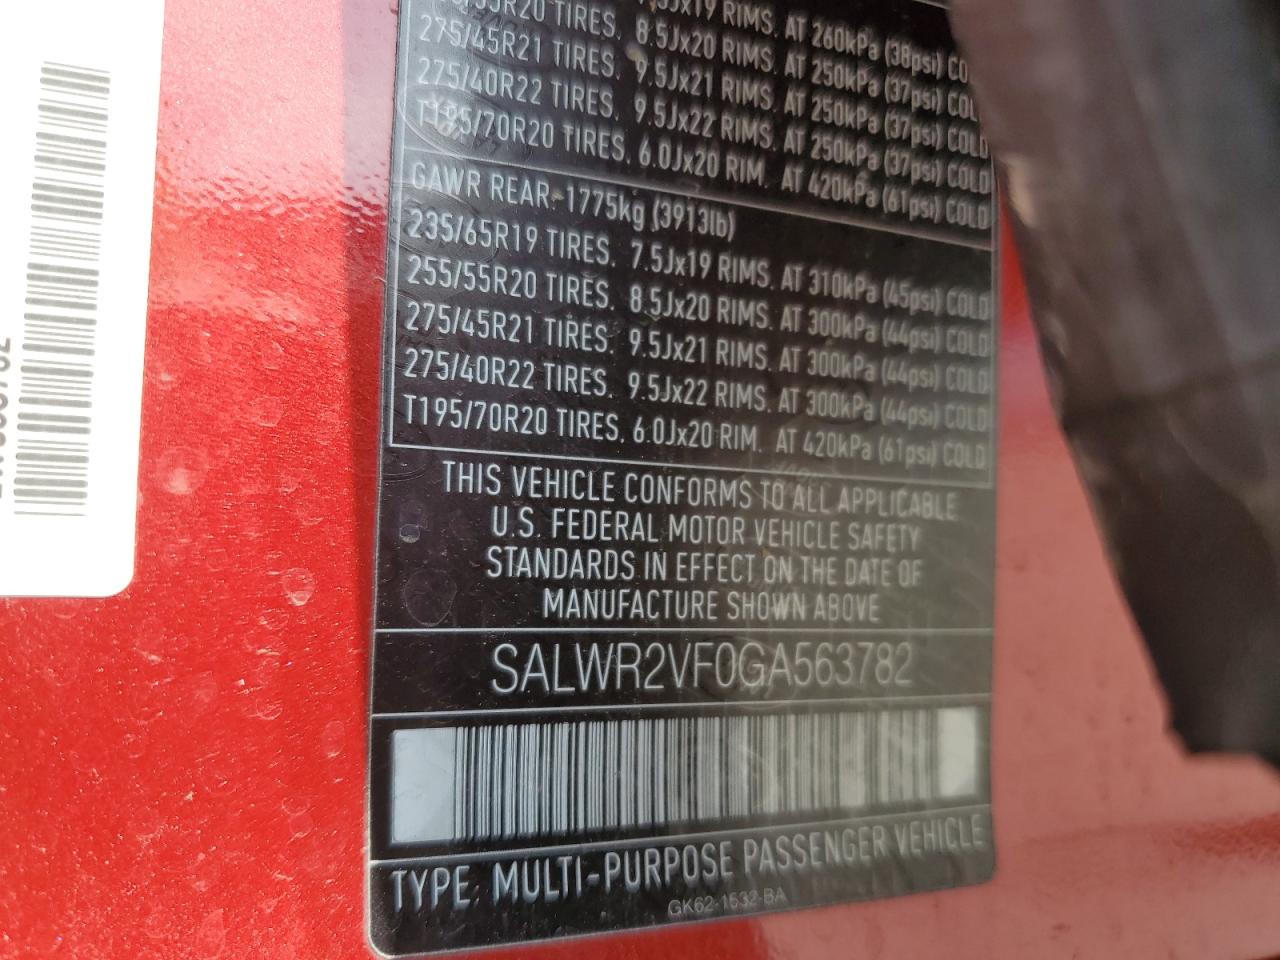 55R20 TIRES. 8.5Jx20 RIMS. AT 250kPa (37psi) COL
275/45R21 TIRES. 9.5Jx21 RIMS. AT 250kPa (37psi) COLD
275/40R22 TIRES. 9.5Jx22 RIMS. AT 250kPa (37psi) COLD
T195/70R20 TIRES. 6.0Jx20 RIM. AT 420kPa (61psi) COLD
GAWR REAR: 1775kg (3913lb)
235/65R19 TIRES. 7.5Jx19 RIMS. AT 310kPa (45psi) COLD
255/55R20 TIRES. 8.5Jx20 RIMS. AT 300kPa (44psi) COLD
275/45R21 TIRES. 9.5Jx21 RIMS. AT 300kPa (44psi) COLD
275/40R22 TIRES. 9.5Jx22 RIMS. AT 300kPa (44psi) COLD
T195/70R20 TIRES. 6.0Jx20 RIM. AT 420kPa (61psi) COLD
THIS VEHICLE CONFORMS TO ALL APPLICABLE
U.S. FEDERAL MOTOR VEHICLE SAFETY
STANDARDS IN EFFECT ON THE DATE OF
MANUFACTURE SHOWN ABOVE
SALWR2VF0GA563782
TYPE: MULTI-PURPOSE PASSENGER VEHICLE
GK62-1532-BA